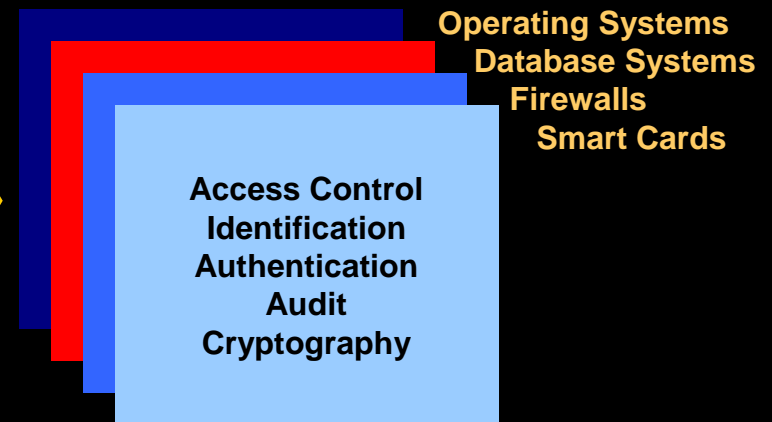 Operating Systems
Database Systems
Firewalls
Smart Cards
Access Control
Identification
Authentication
Audit
Cryptography